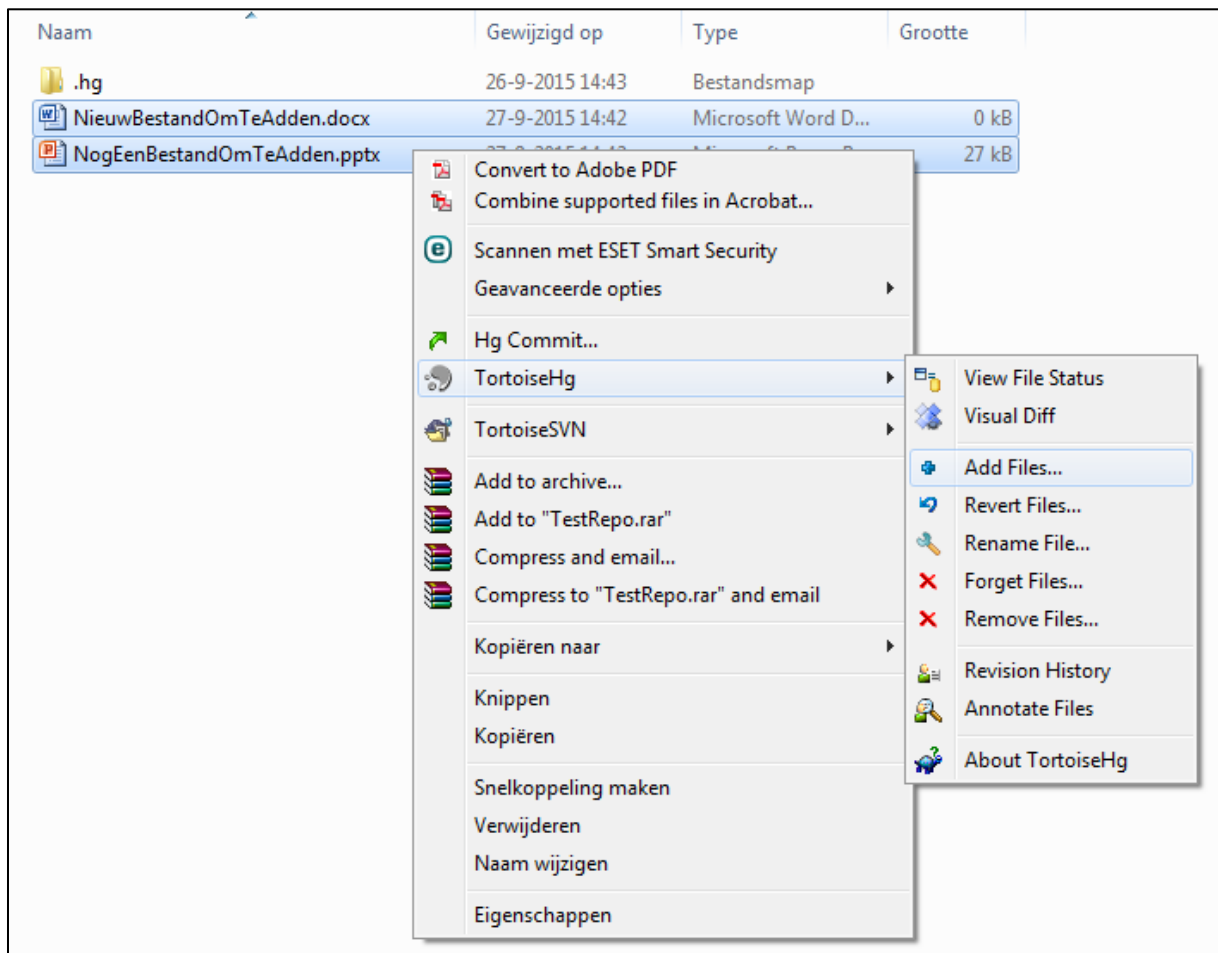 Naam Gewijzigd op Type Grootte
.hg 26-9-2015 14:43 Bestandsmap
NieuwBestandOmTeAdden.docx 27-9-2015 14:42 Microsoft Word D... 0 kB
NogEenBestandOmTeAdden.pptx 27 kB
Convert to Adobe PDF
Combine supported files in Acrobat...
Scannen met ESET Smart Security
Geavanceerde opties
Hg Commit...
TortoiseHg
TortoiseSVN
Add to archive...
Add to "TestRepo.rar"
Compress and email...
Compress to "TestRepo.rar" and email
Kopiëren naar
Knippen
Kopiëren
Snelkoppeling maken
Verwijderen
Naam wijzigen
Eigenschappen
View File Status
Visual Diff
Add Files...
Revert Files...
Rename File...
Forget Files...
Remove Files...
Revision History
Annotate Files
About TortoiseHg